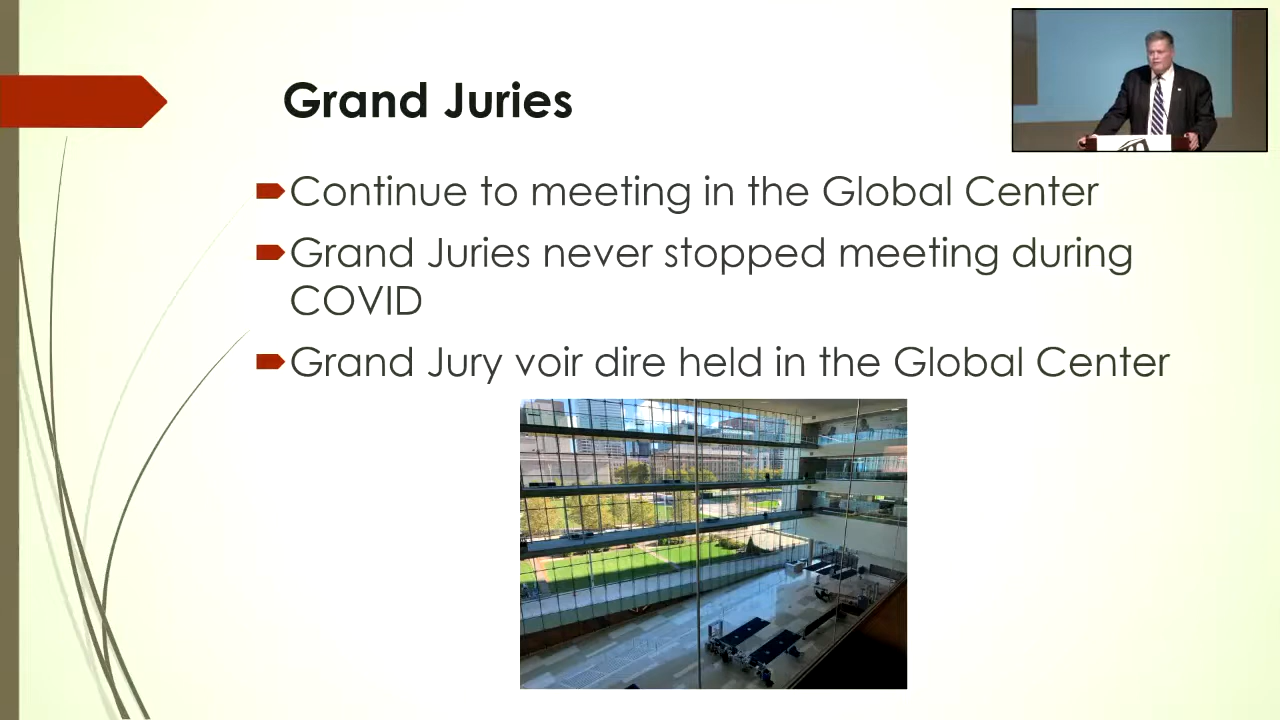 Grand Juries
Continue to meeting in the Global Center
Grand Juries never stopped meeting during
COVID
Grand Jury voir dire held in the Global Center